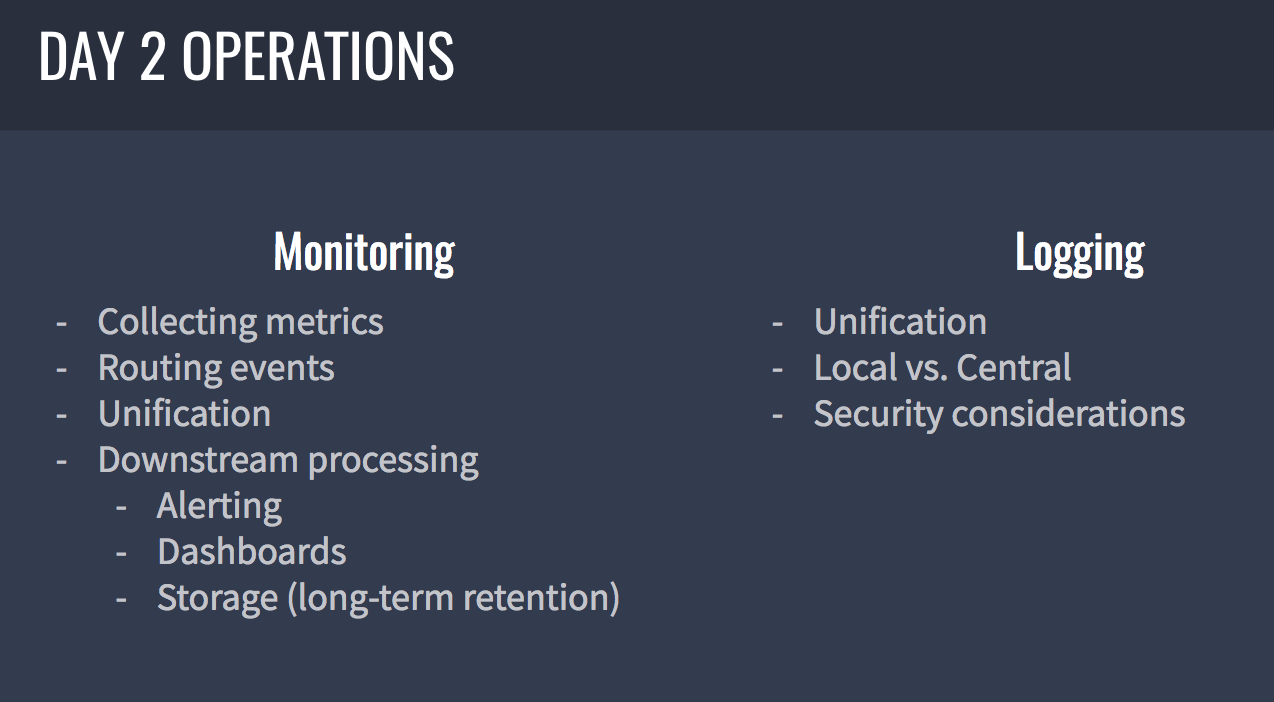 DAY 2 OPERATIONS
Monitoring
- Collecting metrics
- Routing events
- Unification
- Downstream processing
- Alerting
- Dashboards
- Storage (long-term retention)
Logging
- Unification
- Local vs. Central
- Security considerations